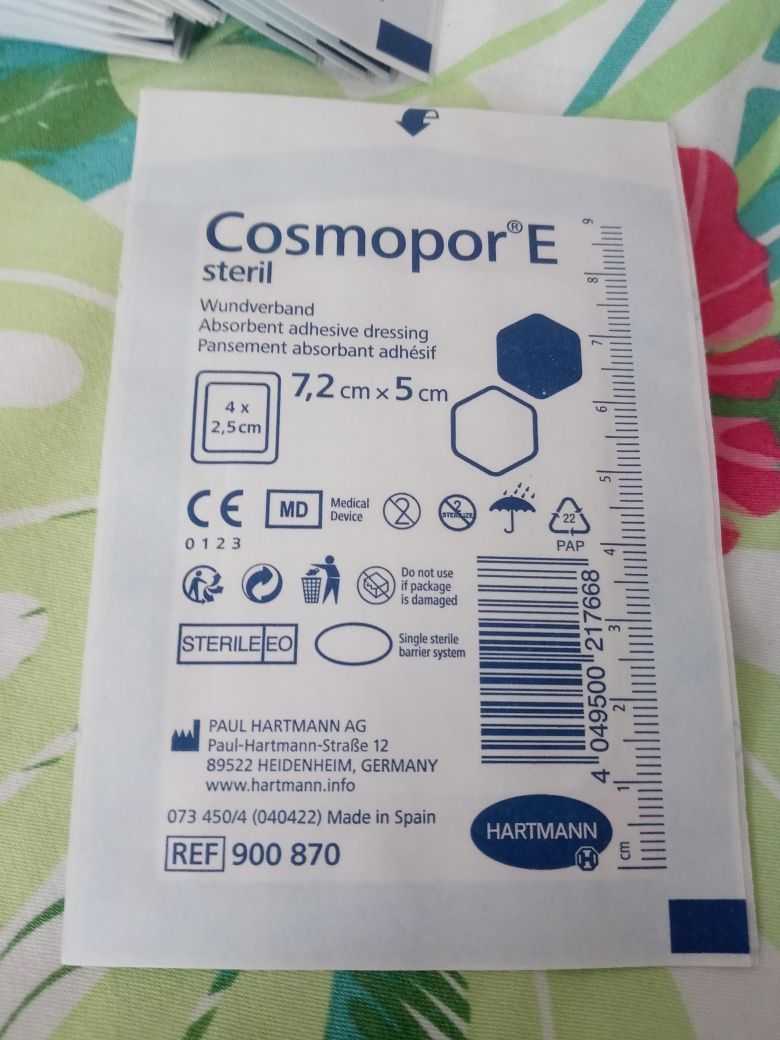 Cosmopor® E
steril
Wundverband
Absorbent adhesive dressing
Pansement absorbant adhésif
4 x
2,5 cm
7,2 cm x 5 cm
CE
0123
MD
Medical
Device
2
2
STERILIZE
22
PAP
Do not use
if package
is damaged
STERILE EO
Single sterile
barrier system
PAUL HARTMANN AG
Paul-Hartmann-Straße 12
89522 HEIDENHEIM, GERMANY
www.hartmann.info
073 450/4 (040422) Made in Spain
REF 900 870
4 049500 217668
HARTMANN
9
8
7
6
5
4
3
2
1
cm